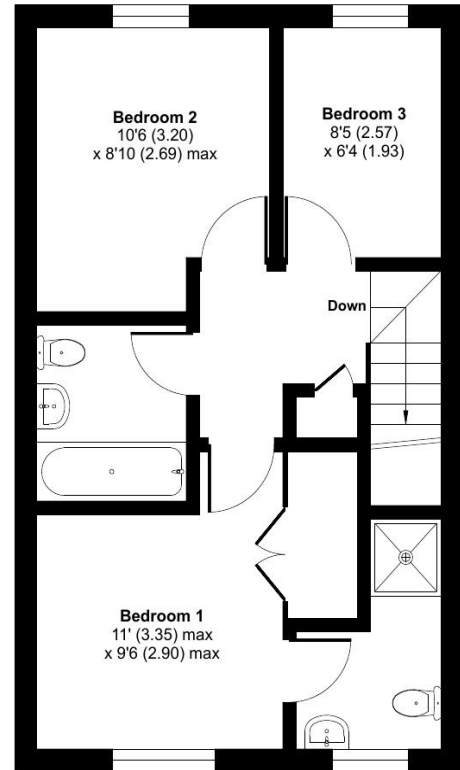 Bedroom 2
10'6 (3.20)
x 8'10 (2.69) max
Bedroom 3
8'5 (2.57)
x 6'4 (1.93)
Down
Bedroom 1
11' (3.35) max
x 9'6 (2.90) max